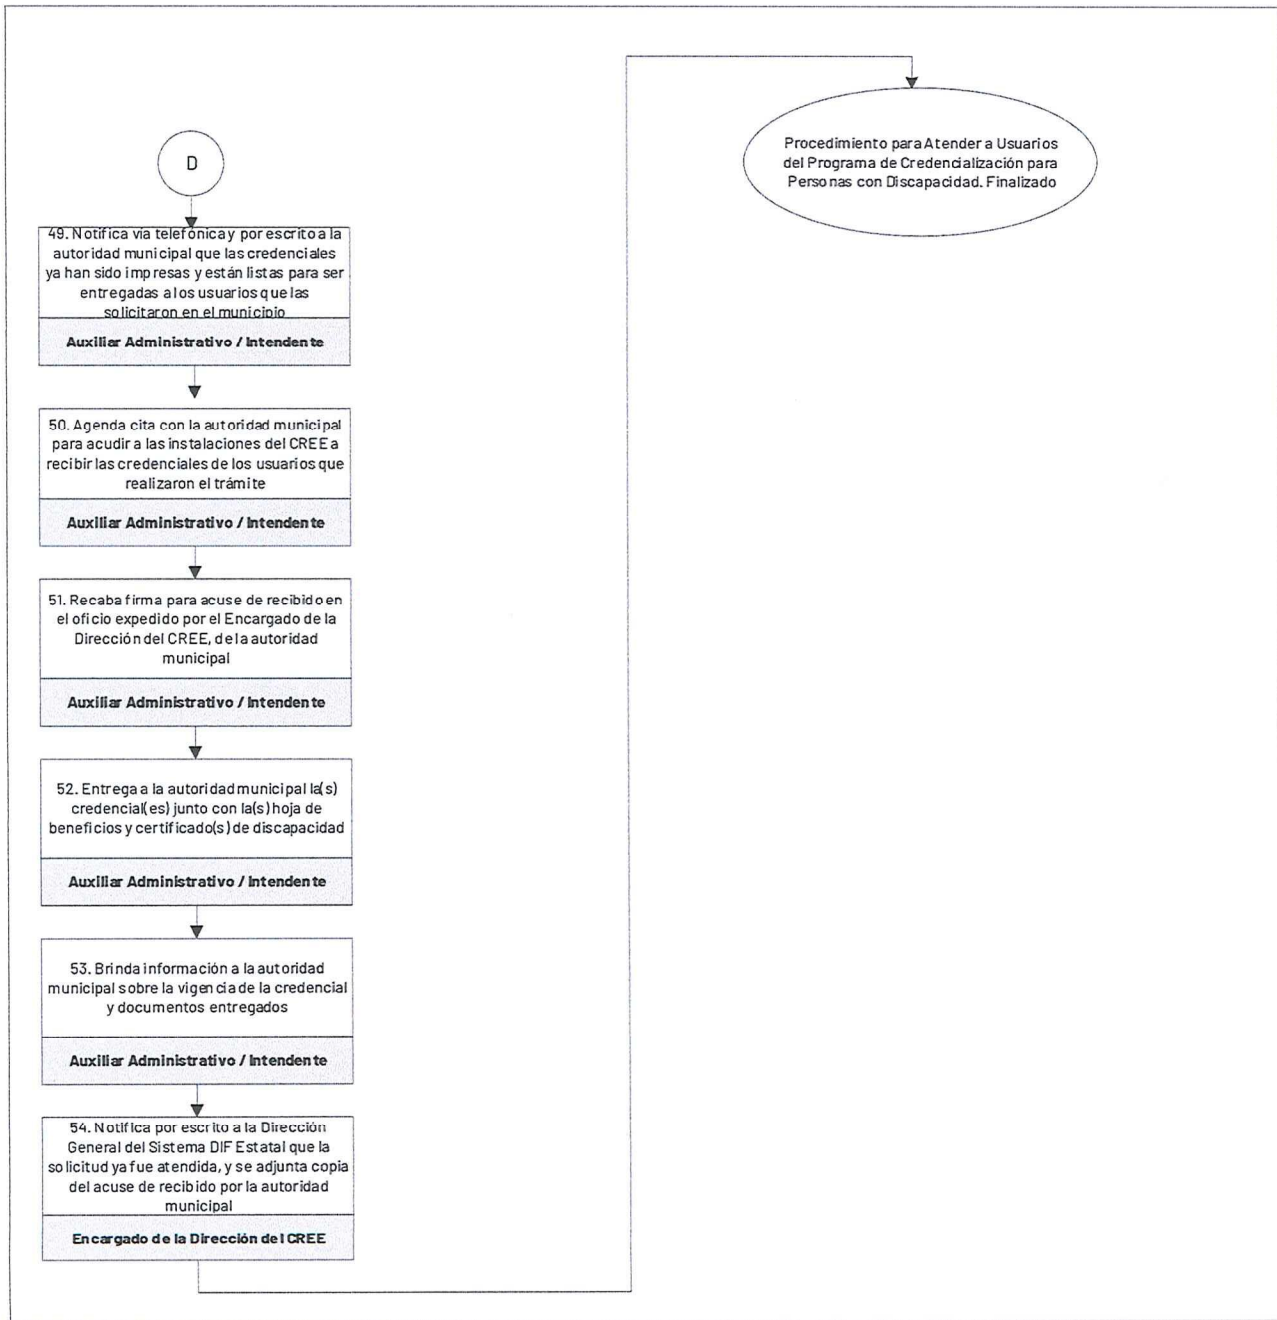 D
49. Notifica vía telefónica y por escrito a la
autoridad municipal que las credenciales
ya han sido impresas y están listas para ser
entregadas a los usuarios que las
solicitaron en el municipio
Auxiliar Administrativo / Intendente
50. Agenda cita con la autoridad municipal
para acudir a las instalaciones del CREE a
recibir las credenciales de los usuarios que
realizaron el trámite
Auxiliar Administrativo / Intendente
51. Recaba firma para acuse de recibido en
el oficio expedido por el Encargado de la
Dirección del CREE, de la autoridad
municipal
Auxiliar Administrativo / Intendente
52. Entrega a la autoridad municipal la(s)
credencial(es) junto con la(s) hoja de
beneficios y certificado(s) de discapacidad
Auxiliar Administrativo / Intendente
53. Brinda información a la autoridad
municipal sobre la vigencia de la credencial
y documentos entregados
Auxiliar Administrativo / Intendente
54. Notifica por escrito a la Dirección
General del Sistema DIF Estatal que la
solicitud ya fue atendida, y se adjunta copia
del acuse de recibido por la autoridad
municipal
Encargado de la Dirección del CREE
Procedimiento para Atender a Usuarios
del Programa de Credencialización para
Personas con Discapacidad. Finalizado